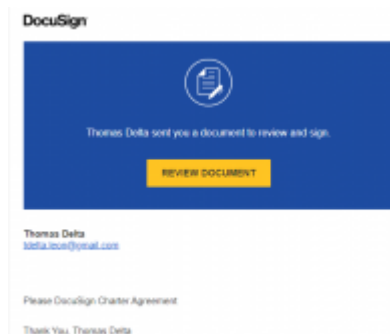 DocuSign
Thomas Delta sent you a document to review and sign.
REVIEW DOCUMENT
Thomas Delta
Please DocuSign Charter Agreement
Thank You, Thomas Delta